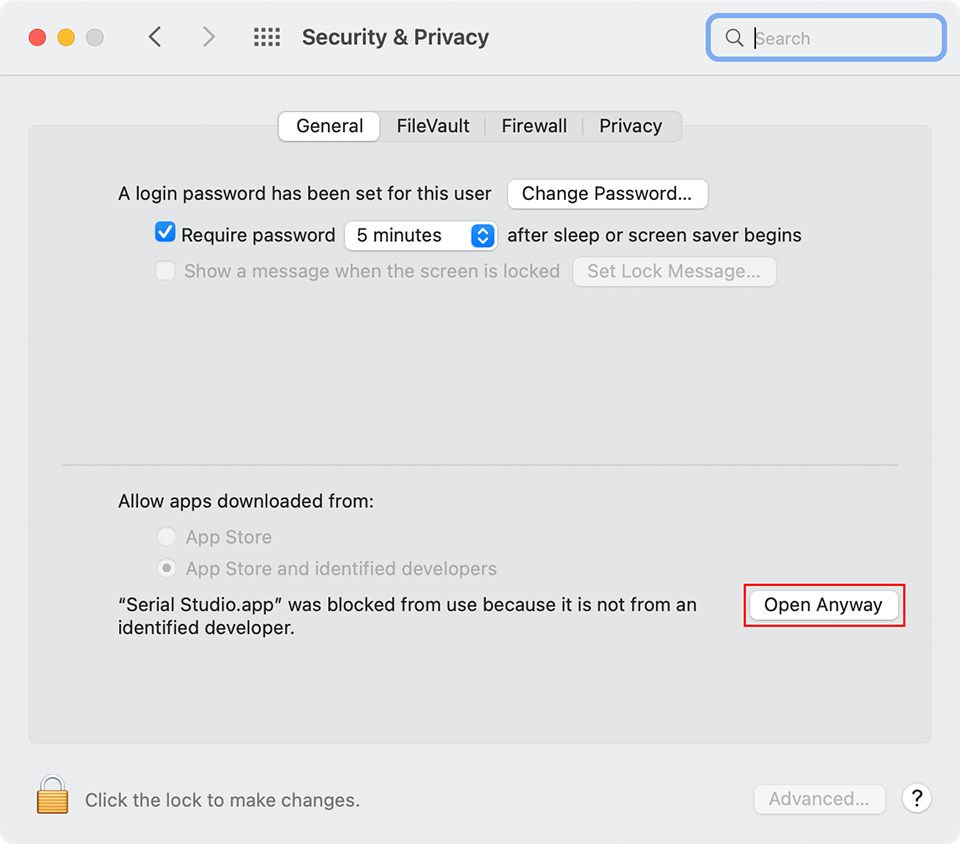 Security & Privacy
Search
General FileVault Firewall Privacy
A login password has been set for this user Change Password...
Require password 5 minutes after sleep or screen saver begins
Show a message when the screen is locked Set Lock Message...
Allow apps downloaded from:
App Store
App Store and identified developers
“Serial Studio.app” was blocked from use because it is not from an Open Anyway
identified developer.
Click the lock to make changes. Advanced... ?